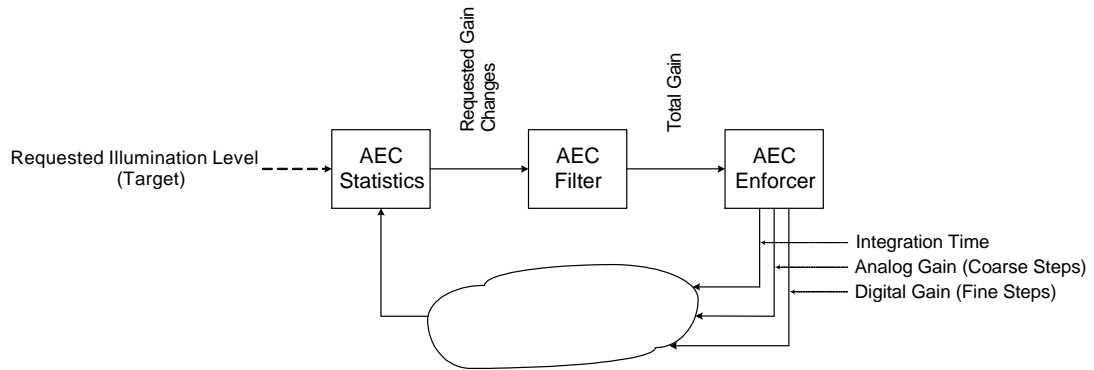 Requested Gain
Changes
Total Gain
Requested Illumination Level
(Target)
AEC
Statistics
AEC
Filter
AEC
Enforcer
Integration Time
Analog Gain (Coarse Steps)
Digital Gain (Fine Steps)